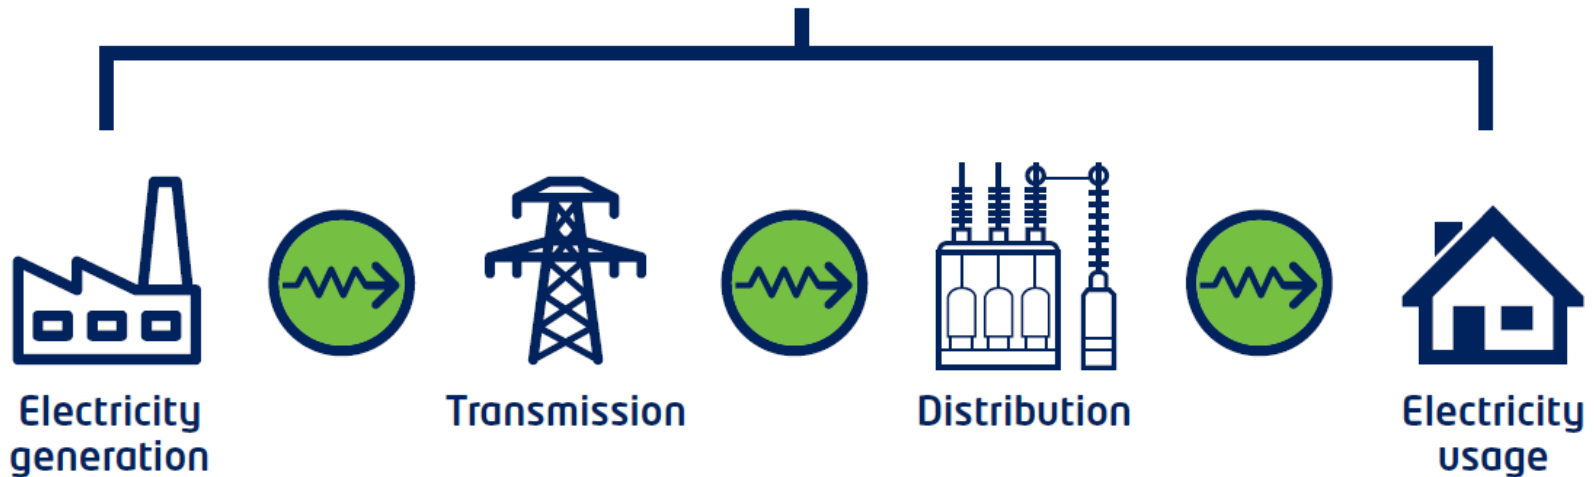 Electricity
generation
Transmission
Distribution
Electricity
usage